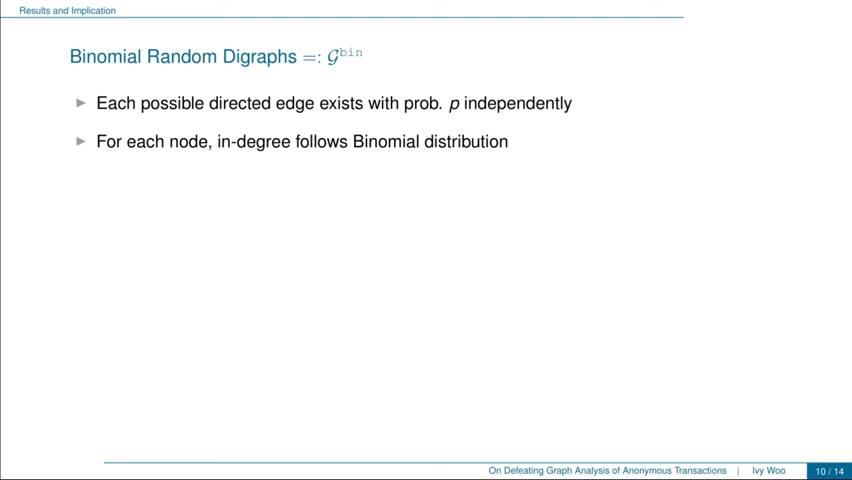 Results and Implication
Binomial Random Digraphs =: 𝒢^bin
▶ Each possible directed edge exists with prob. p independently
▶ For each node, in-degree follows Binomial distribution
On Defeating Graph Analysis of Anonymous Transactions | Ivy Woo 10 / 14